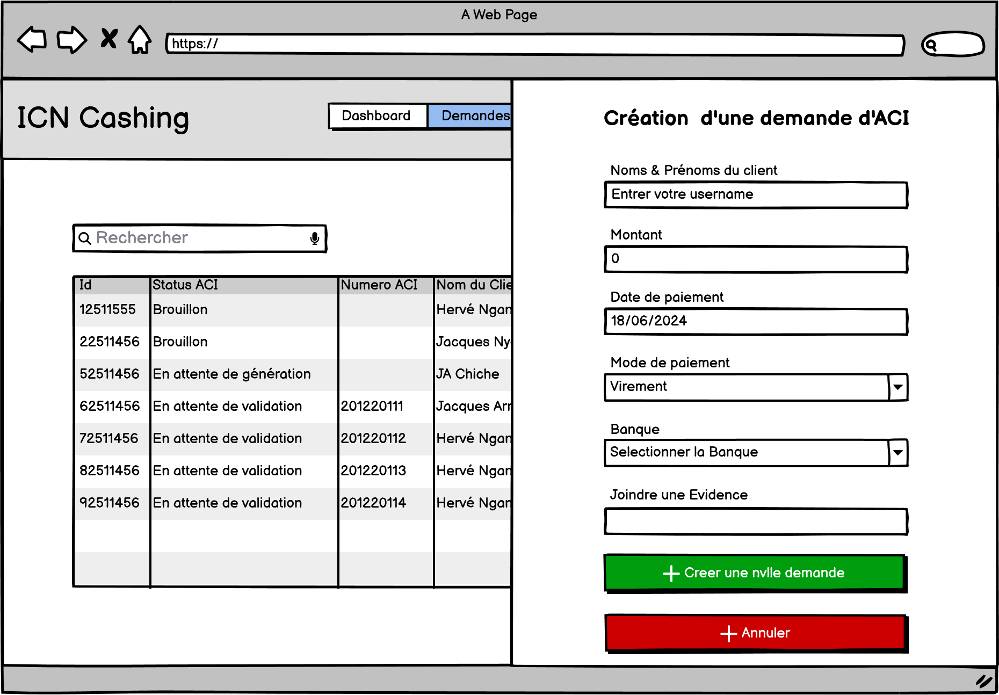 A Web Page
https://
ICN Cashing
Dashboard
Demandes
Rechercher
Id Status ACI Numero ACI Nom du Clie
12511555 Brouillon Hervé Ngan
22511456 Brouillon Jacques Ny
52511456 En attente de génération JA Chiche
62511456 En attente de validation 201220111 Jacques Arr
72511456 En attente de validation 201220112 Hervé Ngan
82511456 En attente de validation 201220113 Hervé Ngan
92511456 En attente de validation 201220114 Hervé Ngan
Création d'une demande d'ACI
Noms & Prénoms du client
Entrer votre username
Montant
0
Date de paiement
18/06/2024
Mode de paiement
Virement
Banque
Selectionner la Banque
Joindre une Evidence
Creer une nvlle demande
Annuler